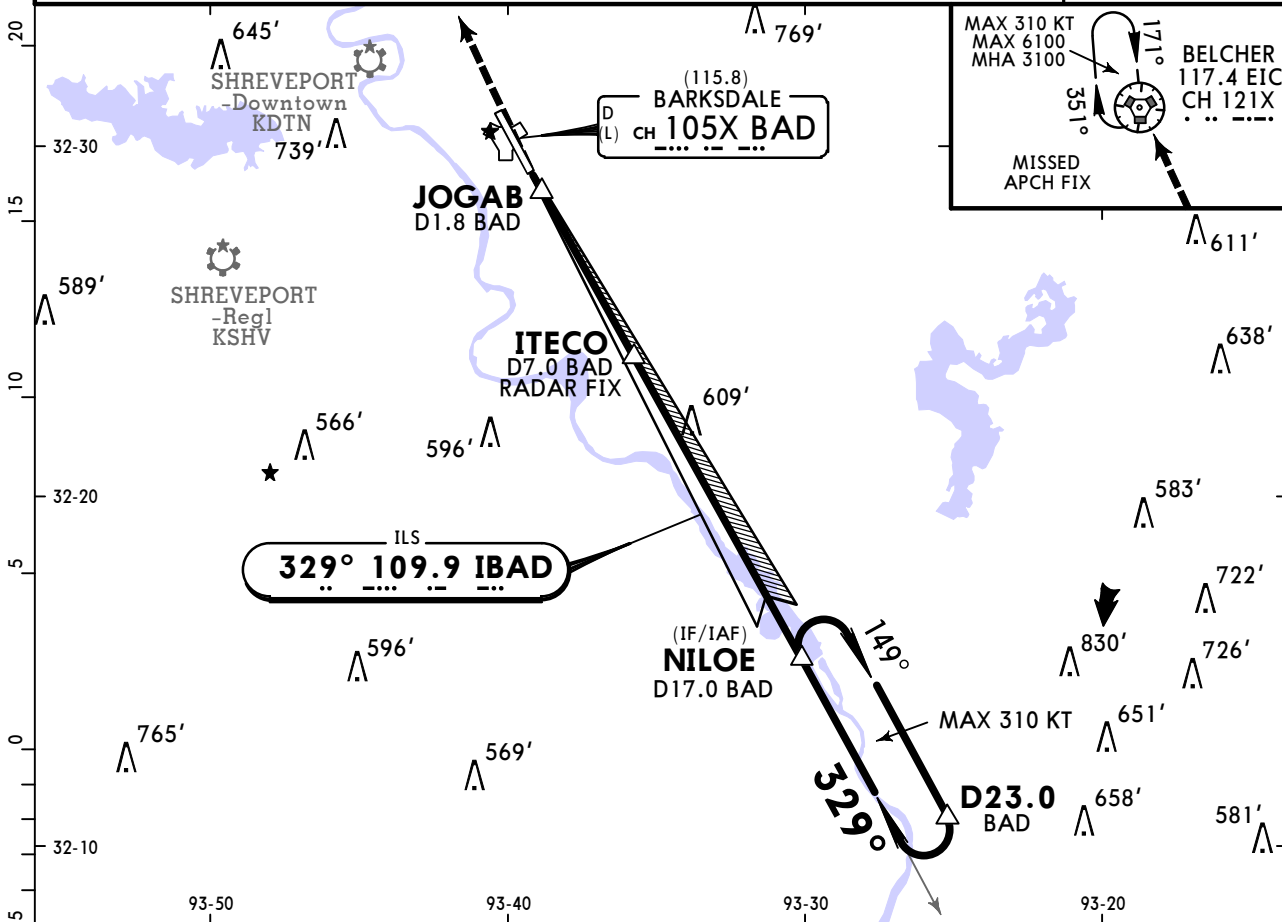 20
645'
SHREVEPORT
-Downtown
KDTN
739'
32-30
769'
(115.8)
BARKSDALE
D
(L)
CH 105X BAD
MAX 310 KT
MAX 6100
MHA 3100
171°
351°
BELCHER
117.4 EIC
CH 121X
MISSED
APCH FIX
15
JOGAB
D1.8 BAD
611'
589'
SHREVEPORT
-Regl
KSHV
ITECO
D7.0 BAD
RADAR FIX
638'
10
566'
596'
609'
32-20
583'
ILS
329° 109.9 IBAD
5
722'
(IF/IAF)
NILOE
D17.0 BAD
149°
596'
830'
726'
MAX 310 KT
651'
0
765'
569'
329°
D23.0
BAD
658'
581'
32-10
5
93-50
93-40
93-30
93-20